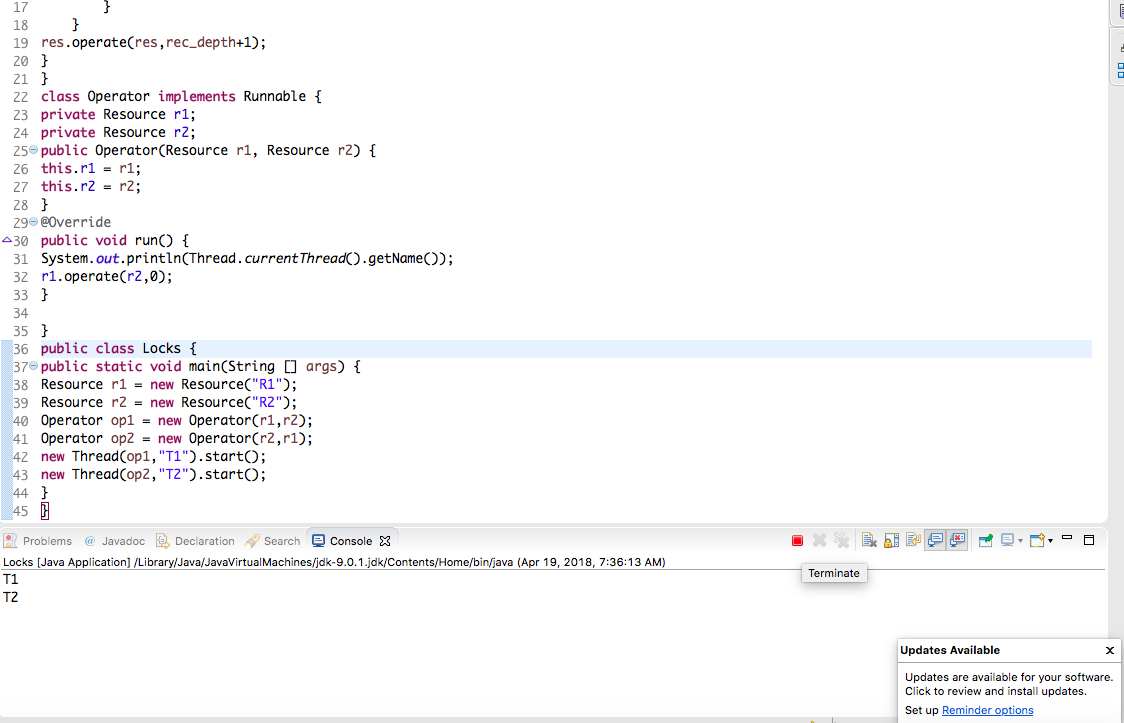 17 }
18 }
19 res.operate(res,rec_depth+1);
20 }
21 }
22 class Operator implements Runnable {
23 private Resource r1;
24 private Resource r2;
25 public Operator(Resource r1, Resource r2) {
26 this.r1 = r1;
27 this.r2 = r2;
28 }
29 @Override
30 public void run() {
31 System.out.println(Thread.currentThread().getName());
32 r1.operate(r2,0);
33 }
34
35 }
36 public class Locks {
37 public static void main(String [] args) {
38 Resource r1 = new Resource("R1");
39 Resource r2 = new Resource("R2");
40 Operator op1 = new Operator(r1,r2);
41 Operator op2 = new Operator(r2,r1);
42 new Thread(op1,"T1").start();
43 new Thread(op2,"T2").start();
44 }
45 }
Problems @ Javadoc Declaration Search Console
Locks [Java Application] /Library/Java/JavaVirtualMachines/jdk-9.0.1.jdk/Contents/Home/bin/java (Apr 19, 2018, 7:36:13 AM)
Terminate
T1
T2
Updates Available x
Updates are available for your software.
Click to review and install updates.
Set up Reminder options